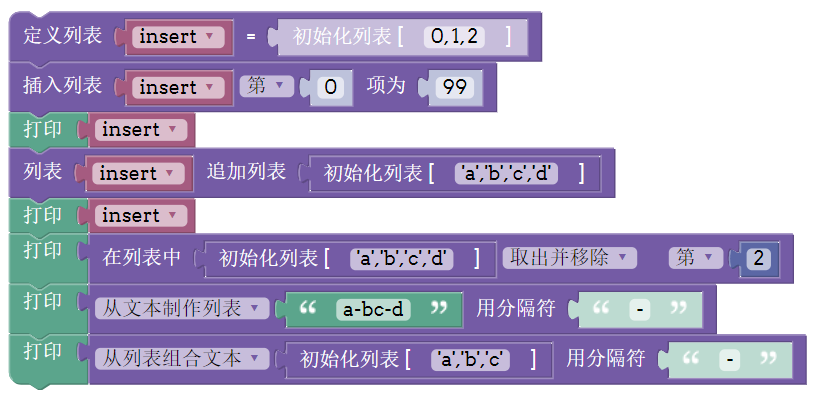 定义列表 insert = 初始化列表 [ 0,1,2 ]
插入列表 insert 第 0 项为 99
打印 insert
列表 insert 追加列表 初始化列表 [ 'a','b','c','d' ]
打印 insert
打印 在列表中 初始化列表 [ 'a','b','c','d' ] 取出并移除 第 2
打印 从文本制作列表 “ a-bc-d ” 用分隔符 “ - ”
打印 从列表组合文本 初始化列表 [ 'a','b','c' ] 用分隔符 “ - ”